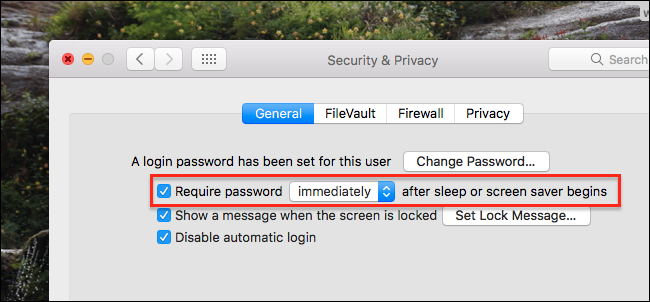 Security & Privacy
Search
General FileVault Firewall Privacy
A login password has been set for this user Change Password...
Require password immediately after sleep or screen saver begins
Show a message when the screen is locked Set Lock Message...
Disable automatic login